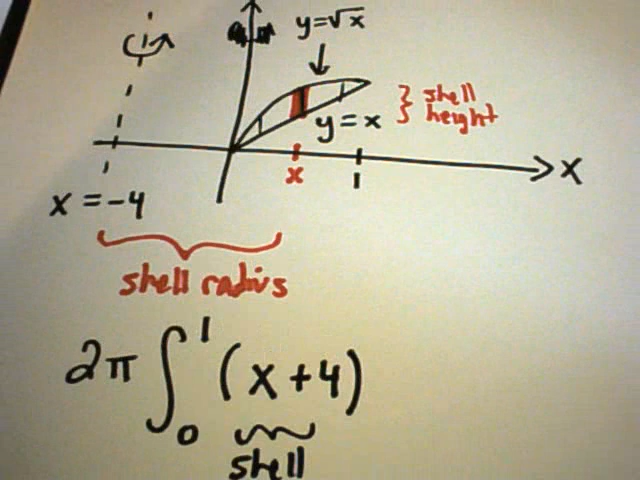 y=√x
} shell
height
y=x
x
1
X
x=-4
shell radius
2π ∫₀¹ (x+4)
shell